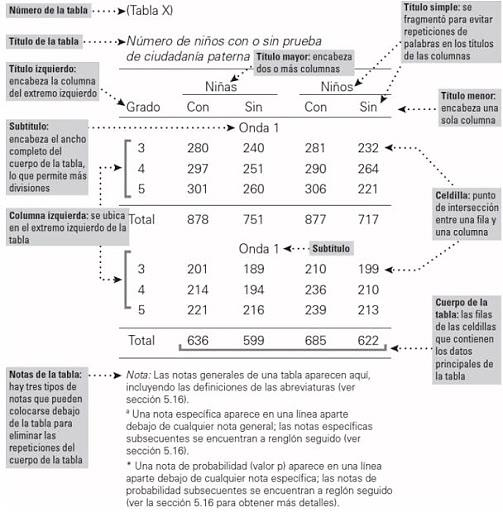 Número de la tabla
(Tabla X)
Título simple: se
fragmentó para evitar
repeticiones de
palabras en los títulos
de las columnas
Título de la tabla
Número de niños con o sin prueba
de ciudadanía paterna
Título mayor: encabeza
dos o más columnas
Título izquierdo:
encabeza la columna
del extremo izquierdo
Niñas Niños
Grado Con Sin Con Sin
Título menor:
encabeza una
sola columna
Subtítulo:
encabeza el ancho
completo del
cuerpo de la tabla,
lo que permite más
divisiones
Onda 1
3 280 240 281 232
4 297 251 290 264
5 301 260 306 221
Celdilla: punto
de intersección
entre una fila y
una columna
Columna izquierda: se ubica
en el extremo izquierdo de la
tabla
Total 878 751 877 717
Onda 1 Subtítulo
3 201 189 210 199
4 214 194 236 210
5 221 216 239 213
Total 636 599 685 622
Cuerpo de la
tabla: las filas
de las celdillas
que contienen
los datos
principales de
la tabla
Notas de la tabla:
hay tres tipos de
notas que pueden
colocarse debajo
de la tabla para
eliminar las
repeticiones del
cuerpo de la tabla
Nota: Las notas generales de una tabla aparecen aquí,
incluyendo las definiciones de las abreviaturas (ver
sección 5.16).
ª Una nota específica aparece en una línea aparte
debajo de cualquier nota general; las notas específicas
subsecuentes se encuentran a renglón seguido (ver
sección 5.16).
* Una nota de probabilidad (valor p) aparece en una línea
aparte debajo de cualquier nota específica; las notas de
probabilidad subsecuentes se encuentran a reglón seguido
(ver la sección 5.16 para obtener más detalles).